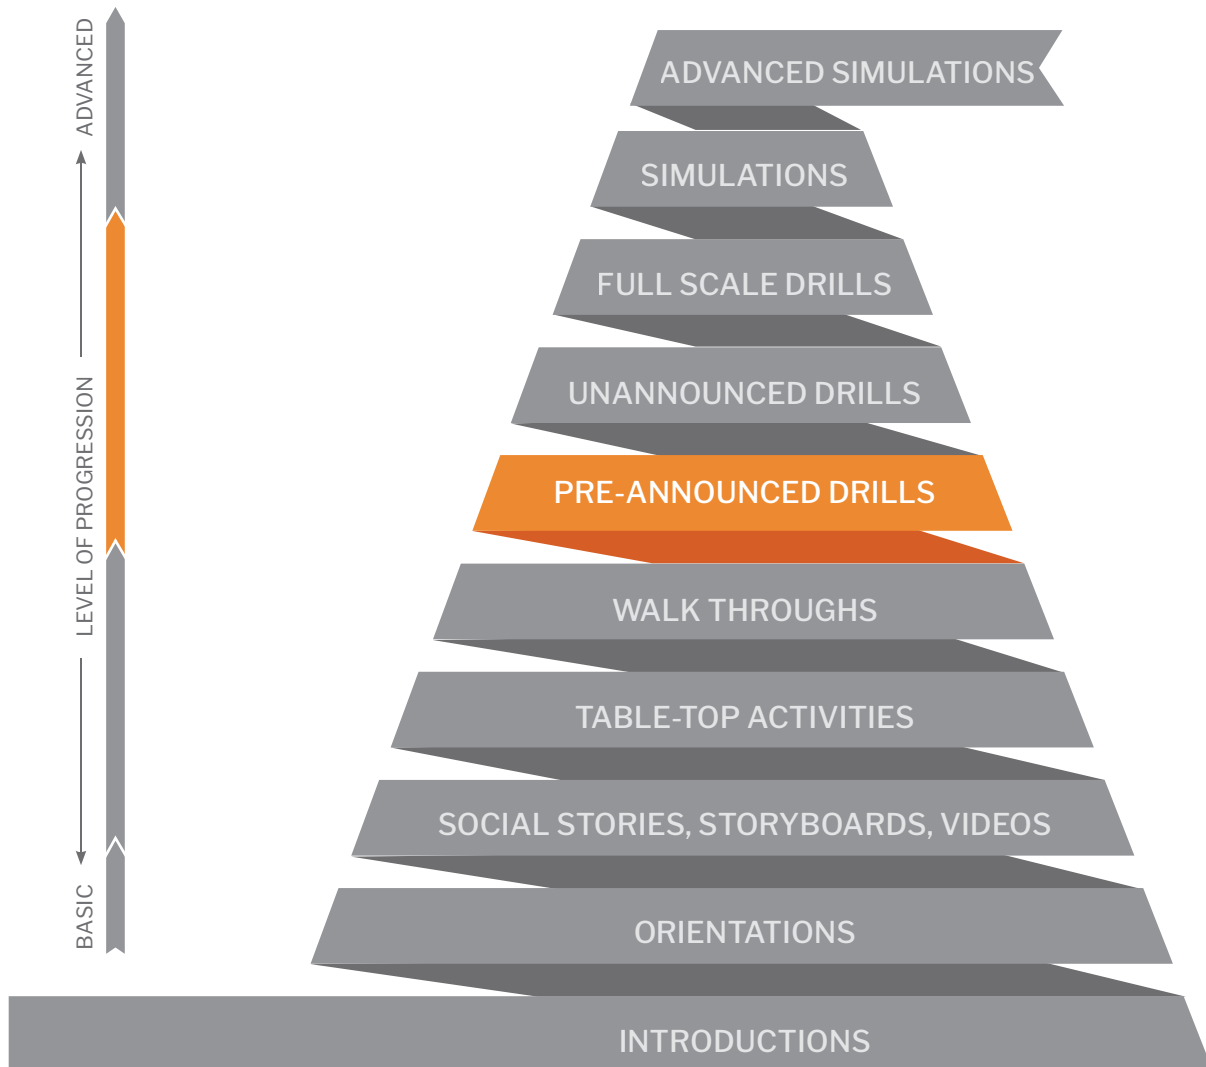 ADVANCED
LEVEL OF PROGRESSION
BASIC
ADVANCED SIMULATIONS
SIMULATIONS
FULL SCALE DRILLS
UNANNOUNCED DRILLS
PRE-ANNOUNCED DRILLS
WALK THROUGHS
TABLE-TOP ACTIVITIES
SOCIAL STORIES, STORYBOARDS, VIDEOS
ORIENTATIONS
INTRODUCTIONS